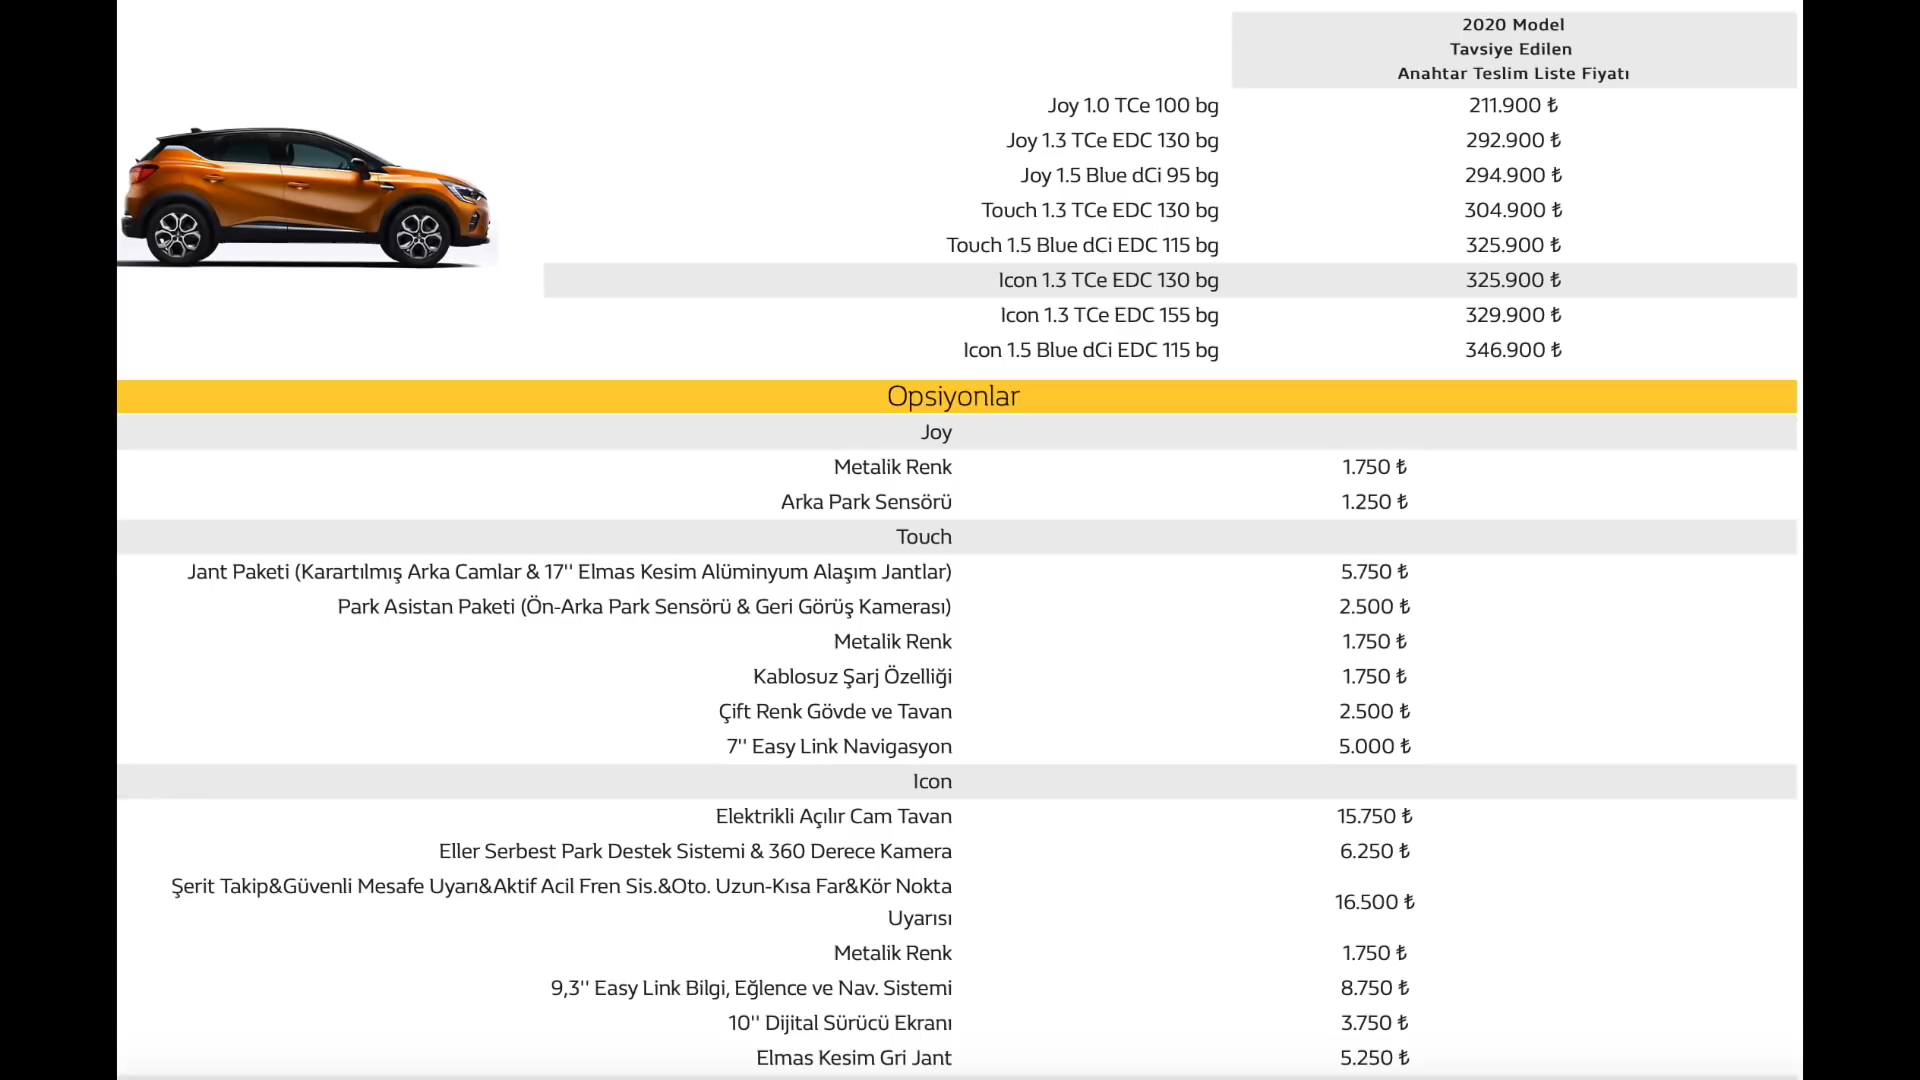 2020 Model
Tavsiye Edilen
Anahtar Teslim Liste Fiyatı
Joy 1.0 TCe 100 bg 211.900 ₺
Joy 1.3 TCe EDC 130 bg 292.900 ₺
Joy 1.5 Blue dCi 95 bg 294.900 ₺
Touch 1.3 TCe EDC 130 bg 304.900 ₺
Touch 1.5 Blue dCi EDC 115 bg 325.900 ₺
Icon 1.3 TCe EDC 130 bg 325.900 ₺
Icon 1.3 TCe EDC 155 bg 329.900 ₺
Icon 1.5 Blue dCi EDC 115 bg 346.900 ₺
Opsiyonlar
Joy
Metalik Renk 1.750 ₺
Arka Park Sensörü 1.250 ₺
Touch
Jant Paketi (Karartılmış Arka Camlar & 17'' Elmas Kesim Alüminyum Alaşım Jantlar) 5.750 ₺
Park Asistan Paketi (Ön-Arka Park Sensörü & Geri Görüş Kamerası) 2.500 ₺
Metalik Renk 1.750 ₺
Kablosuz Şarj Özelliği 1.750 ₺
Çift Renk Gövde ve Tavan 2.500 ₺
7'' Easy Link Navigasyon 5.000 ₺
Icon
Elektrikli Açılır Cam Tavan 15.750 ₺
Eller Serbest Park Destek Sistemi & 360 Derece Kamera 6.250 ₺
Şerit Takip&Güvenli Mesafe Uyarı&Aktif Acil Fren Sis.&Oto. Uzun-Kısa Far&Kör Nokta
Uyarısı 16.500 ₺
Metalik Renk 1.750 ₺
9,3'' Easy Link Bilgi, Eğlence ve Nav. Sistemi 8.750 ₺
10'' Dijital Sürücü Ekranı 3.750 ₺
Elmas Kesim Gri Jant 5.250 ₺